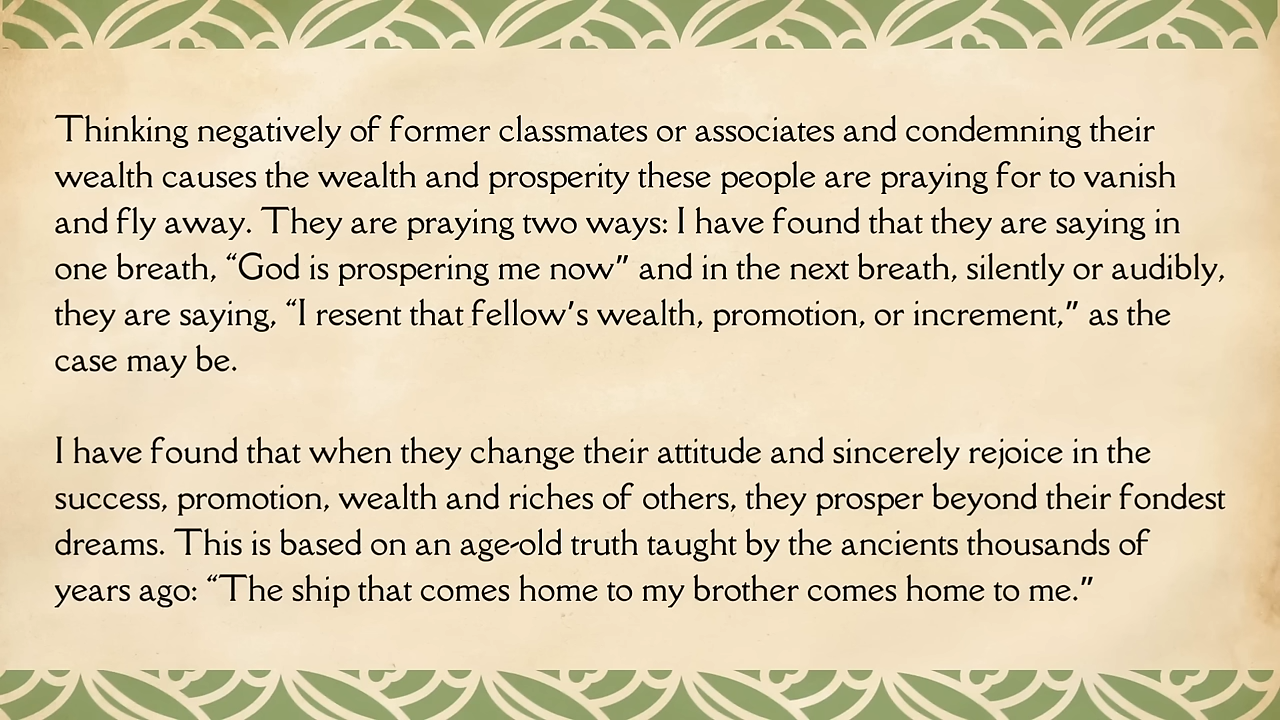 Thinking negatively of former classmates or associates and condemning their
wealth causes the wealth and prosperity these people are praying for to vanish
and fly away. They are praying two ways: I have found that they are saying in
one breath, “God is prospering me now” and in the next breath, silently or audibly,
they are saying, “I resent that fellow's wealth, promotion, or increment,” as the
case may be.
I have found that when they change their attitude and sincerely rejoice in the
success, promotion, wealth and riches of others, they prosper beyond their fondest
dreams. This is based on an age-old truth taught by the ancients thousands of
years ago: “The ship that comes home to my brother comes home to me.”